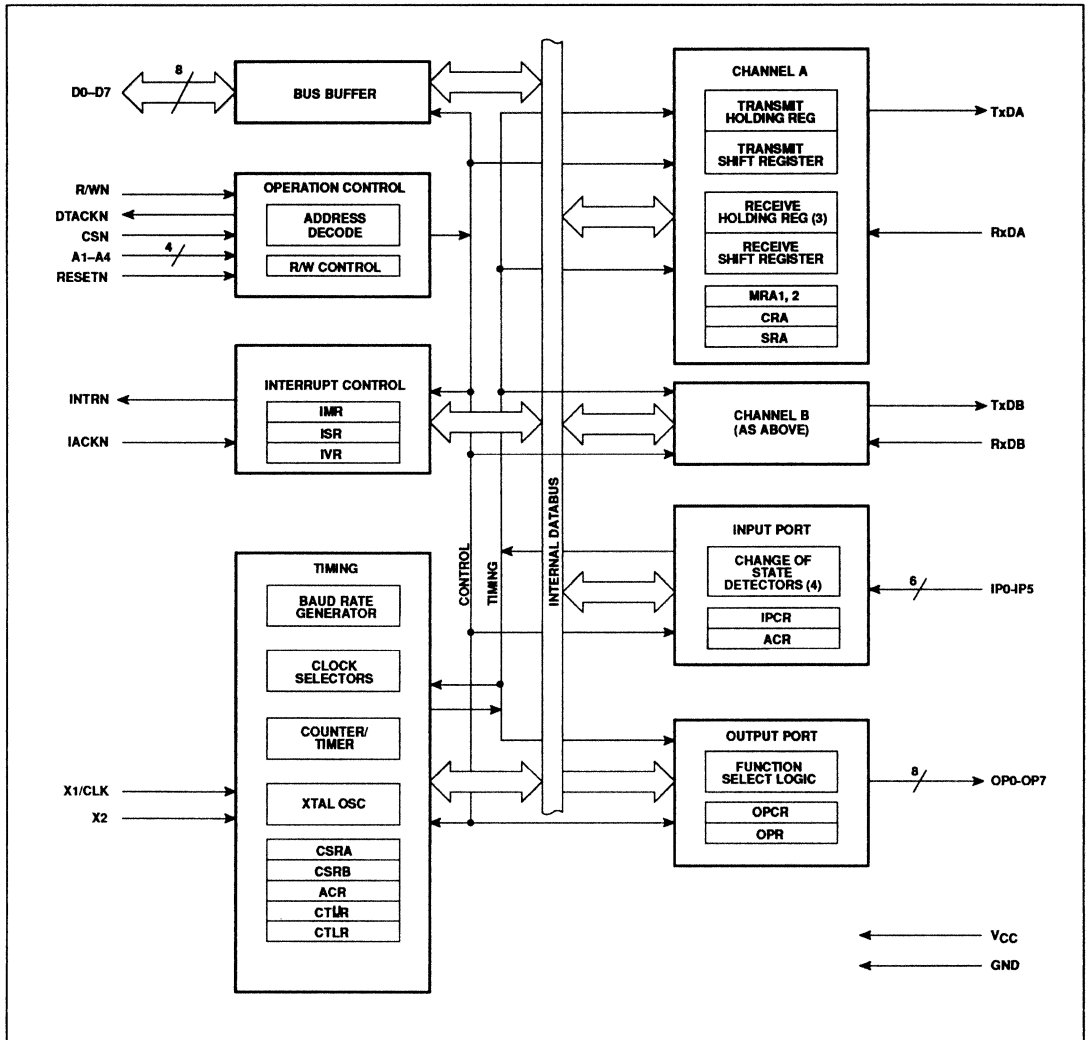 D0–D7
8
BUS BUFFER
R/WN
DTACKN
CSN
A1–A4
4
RESETN
OPERATION CONTROL
ADDRESS
DECODE
R/W CONTROL
INTRN
IACKN
INTERRUPT CONTROL
IMR
ISR
IVR
X1/CLK
X2
TIMING
BAUD RATE
GENERATOR
CLOCK
SELECTORS
COUNTER/
TIMER
XTAL OSC
CSRA
CSRB
ACR
CTUR
CTLR
CONTROL
TIMING
INTERNAL DATABUS
CHANNEL A
TRANSMIT
HOLDING REG
TRANSMIT
SHIFT REGISTER
RECEIVE
HOLDING REG (3)
RECEIVE
SHIFT REGISTER
MRA1, 2
CRA
SRA
TxDA
RxDA
CHANNEL B
(AS ABOVE)
TxDB
RxDB
INPUT PORT
CHANGE OF
STATE
DETECTORS (4)
IPCR
ACR
6
IP0-IP5
OUTPUT PORT
FUNCTION
SELECT LOGIC
OPCR
OPR
8
OP0-OP7
VCC
GND